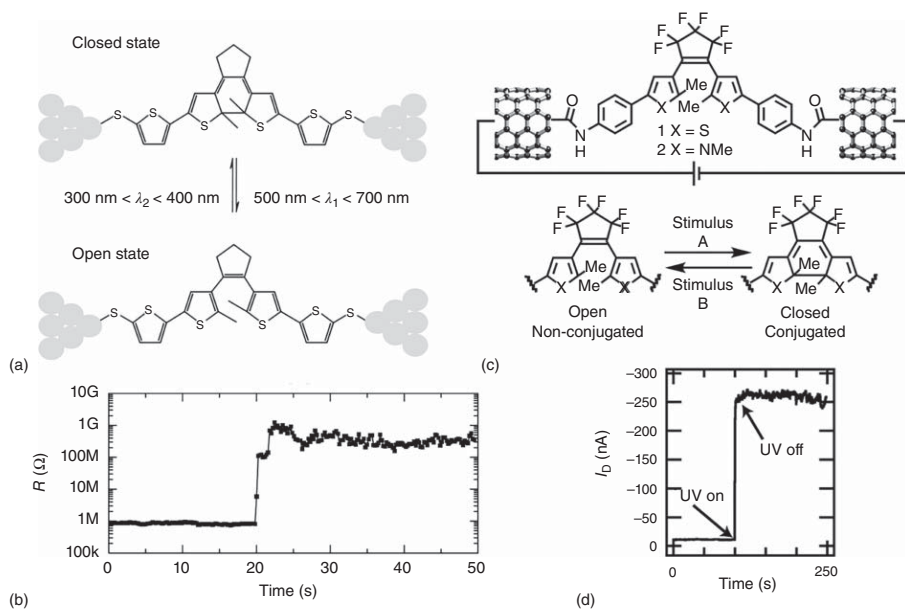 Closed state
S
S
S
S
S
S
300 nm < λ2 < 400 nm
500 nm < λ1 < 700 nm
Open state
S
S
S
S
S
S
(a)
F F
F F
F F
O
N
H
X
Me
Me
X
O
N
H
1 X = S
2 X = NMe
F F
F F
F F
Me
Me
X
X
Open
Non-conjugated
Stimulus
A
Stimulus
B
F F
F F
F F
Me
Me
X
X
Closed
Conjugated
(c)
10G
1G
100M
1M
100k
R (Ω)
0 10 20 30 40 50
Time (s)
(b)
−300
−250
−200
−150
−100
−50
0
ID (nA)
UV on
UV off
0 250
Time (s)
(d)